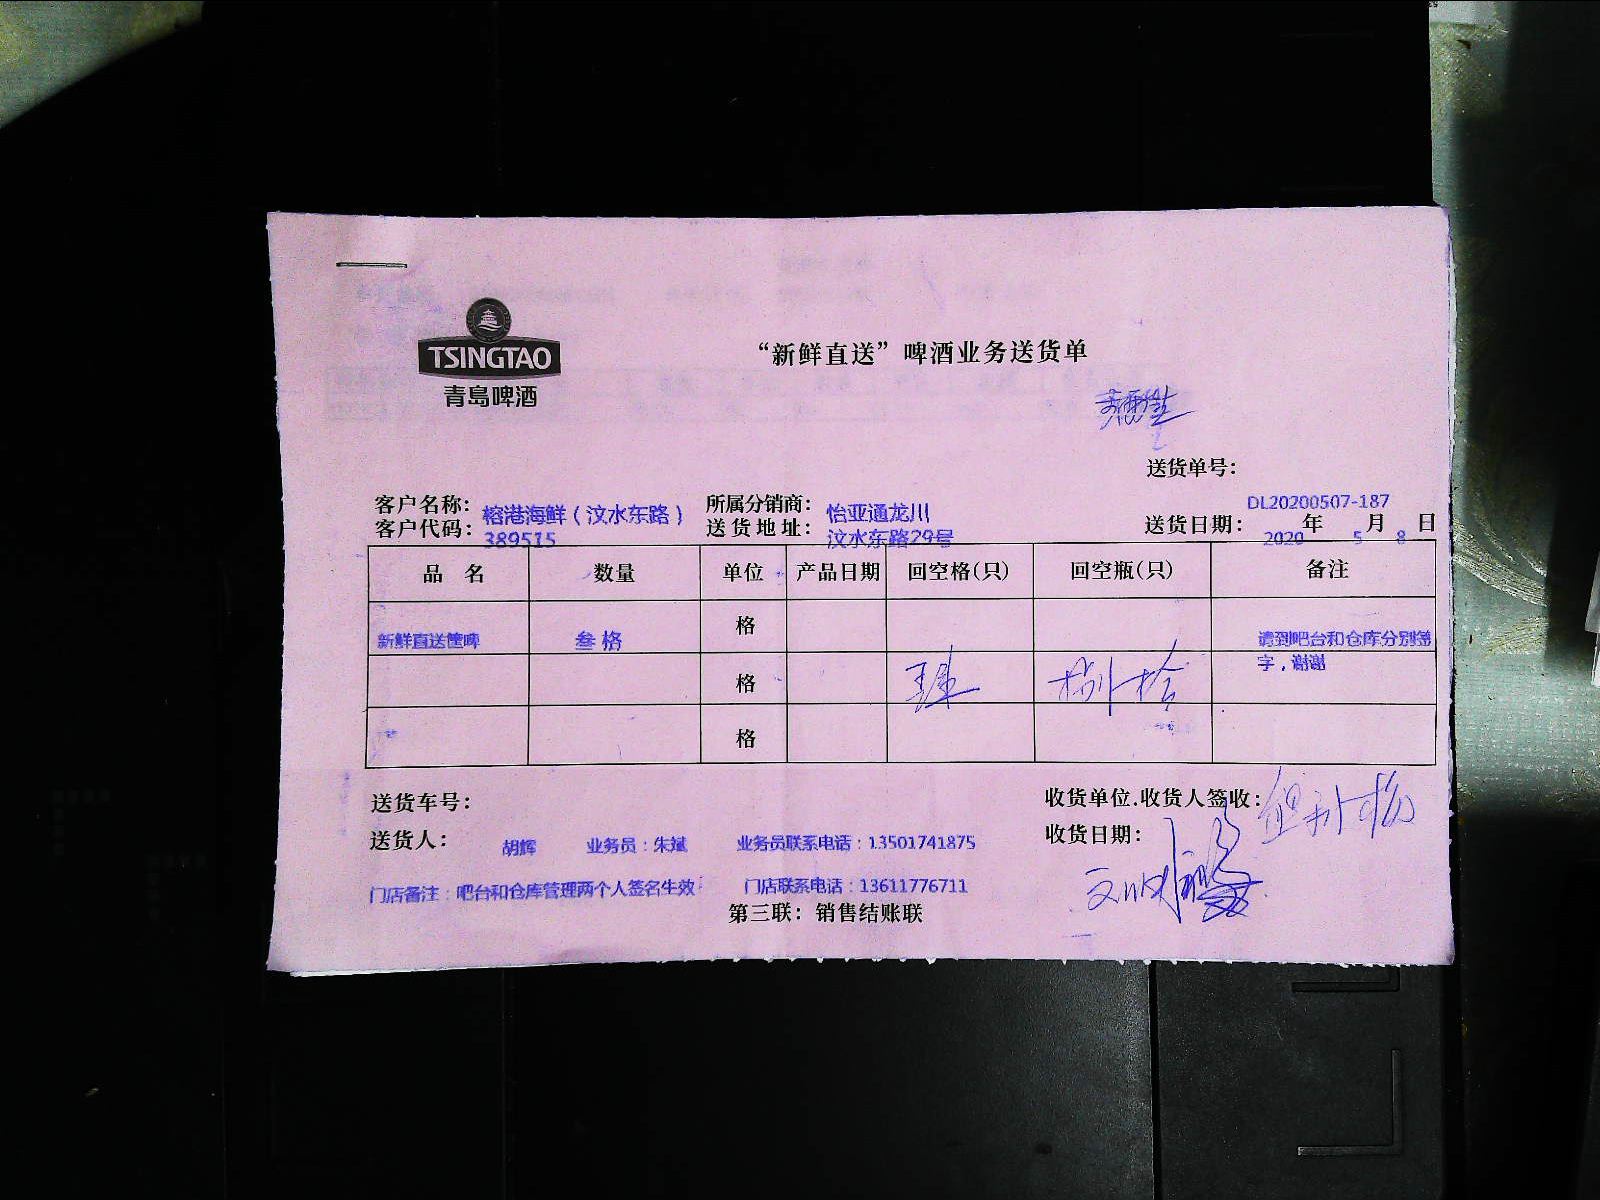 TSINGTAO
青島啤酒
“新鲜直送”啤酒业务送货单
送货单号：
DL20200507-187
客户名称：榕港海鲜（汶水东路） 所属分销商：怡亚通龙川
客户代码：389515 送货地址：汶水东路29号 送货日期：2020年5月8日
品 名 数量 单位 产品日期 回空格(只) 回空瓶(只) 备注
新鲜直送筐啤 叁格 格 请到吧台和仓库分别签字，谢谢
格 捌拾
格
送货车号： 收货单位.收货人签收：
送货人：胡辉 业务员：朱斌 业务员联系电话：13501741875 收货日期：
门店备注：吧台和仓库管理两个人签名生效 门店联系电话：13611776711
第三联：销售结账联